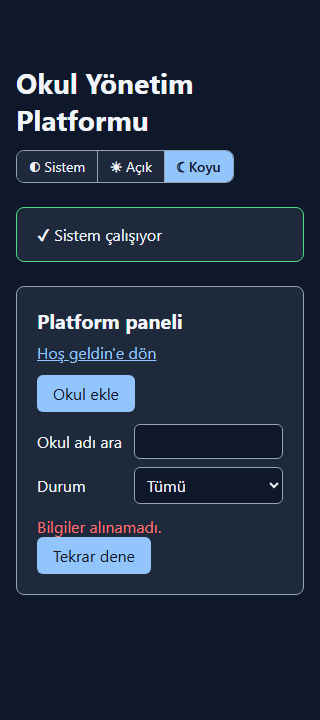 Okul Yönetim
Platformu
Sistem
Açık
Koyu
✓ Sistem çalışıyor
Platform paneli
Hoş geldin'e dön
Okul ekle
Okul adı ara
Durum
Tümü
Bilgiler alınamadı.
Tekrar dene